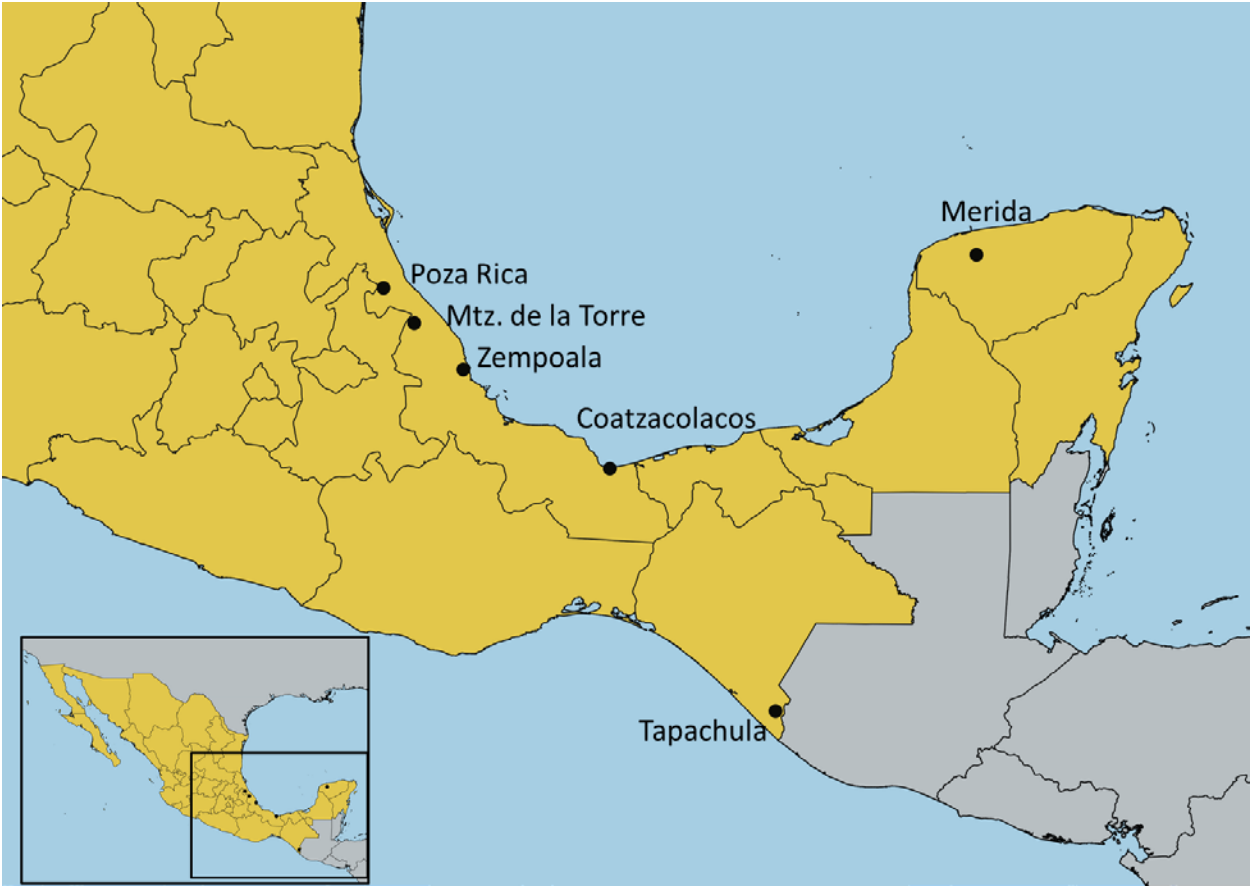 Merida
Poza Rica
Mtz. de la Torre
Zempoala
Coatzacolacos
Tapachula